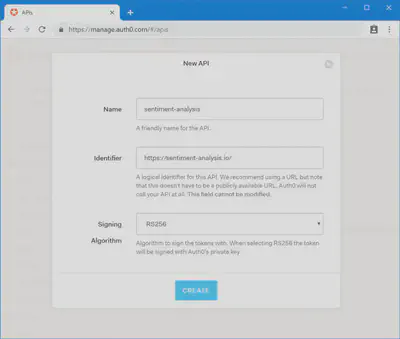 APIs
https://manage.auth0.com/#/apis
New API
Name
sentiment-analysis
A friendly name for the API.
Identifier
https://sentiment-analysis.io/
A logical identifier for this API. We recommend using a URL but note
that this doesn't have to be a publicly available URL, Auth0 will not
call your API at all. This field cannot be modified.
Signing
Algorithm
RS256
Algorithm to sign the tokens with. When selecting RS256 the token
will be signed with Auth0's private key
CREATE